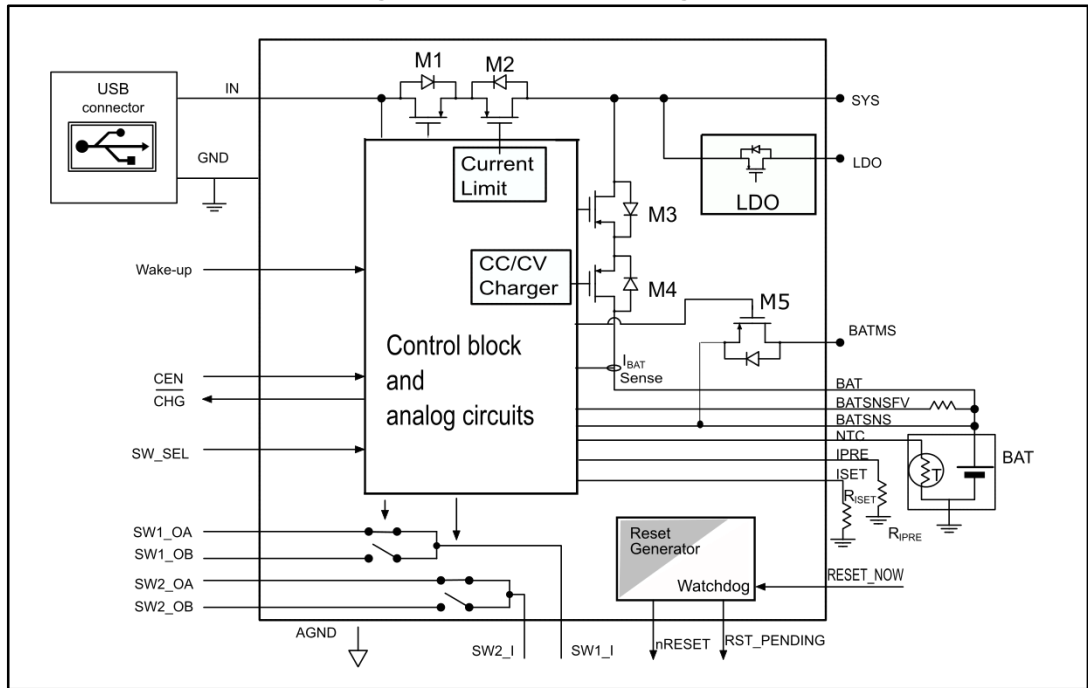 M1
M2
USB
connector
IN
SYS
GND
Current
Limit
LDO
LDO
M3
Wake-up
CC/CV
Charger
M4
M5
BATMS
Control block
and
analog circuits
IBAT
Sense
CEN
CHG
BAT
BATSNSFV
BATSNS
NTC
SW_SEL
IPRE
BAT
ISET
T
RISET
RIPRE
SW1_OA
SW1_OB
Reset
Generator
Watchdog
RESET_NOW
SW2_OA
SW2_OB
AGND
SW2_I
SW1_I
nRESET
RST_PENDING